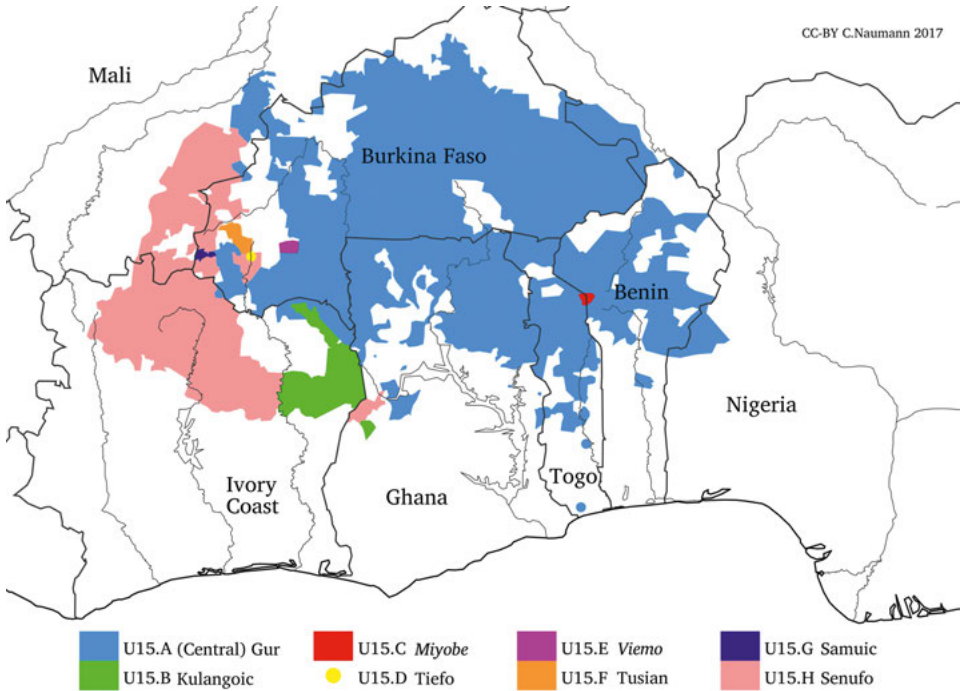 CC-BY C.Naumann 2017
Mali
Burkina Faso
Benin
Nigeria
Togo
Ivory
Coast
Ghana
U15.A (Central) Gur
U15.C Miyobe
U15.E Viemo
U15.G Samuic
U15.B Kulangoic
U15.D Tiefo
U15.F Tusian
U15.H Senufo